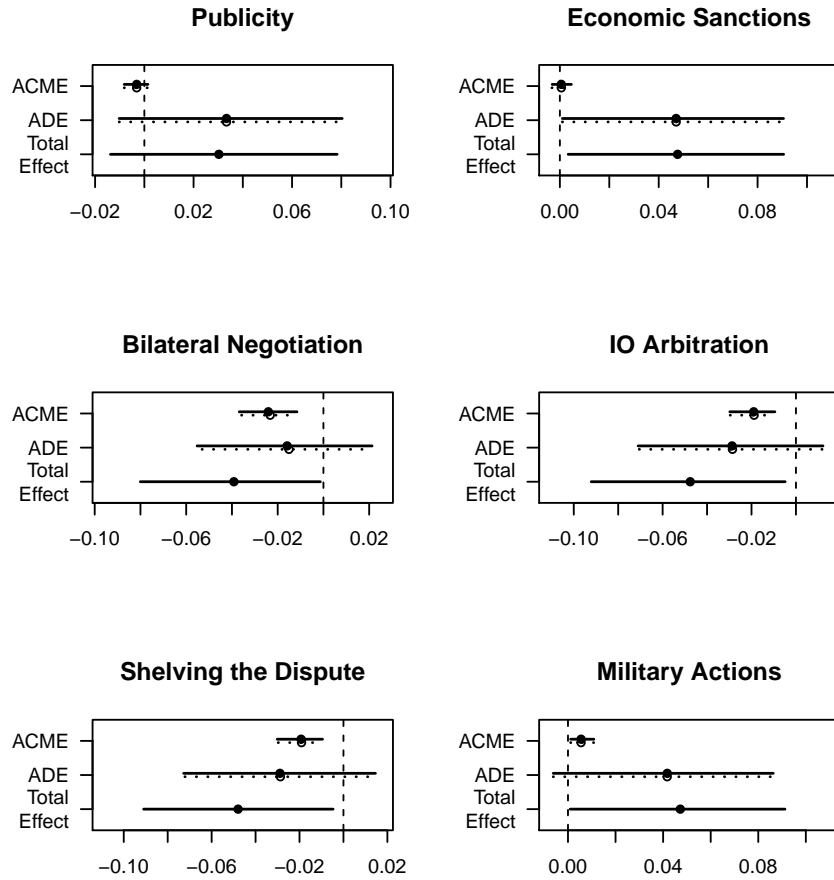 Publicity
ACME
ADE
Total
Effect
−0.02 0.02 0.06 0.10
Economic Sanctions
ACME
ADE
Total
Effect
0.00 0.04 0.08
Bilateral Negotiation
ACME
ADE
Total
Effect
−0.10 −0.06 −0.02 0.02
IO Arbitration
ACME
ADE
Total
Effect
−0.10 −0.06 −0.02
Shelving the Dispute
ACME
ADE
Total
Effect
−0.10 −0.06 −0.02 0.02
Military Actions
ACME
ADE
Total
Effect
0.00 0.04 0.08